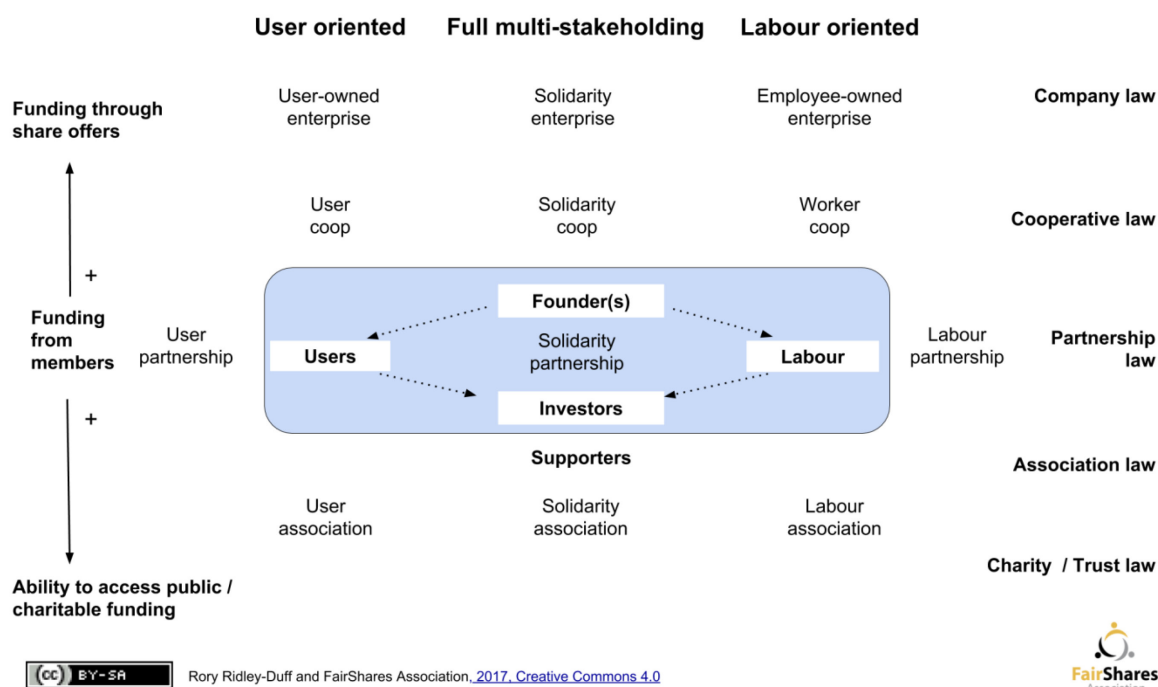 User oriented
Full multi-stakeholding
Labour oriented
Funding through
share offers
User-owned
enterprise
Solidarity
enterprise
Employee-owned
enterprise
Company law
User
coop
Solidarity
coop
Worker
coop
Cooperative law
+
Funding
from
members
+
User
partnership
Founder(s)
Users
Solidarity
partnership
Labour
Investors
Labour
partnership
Partnership
law
Supporters
Association law
User
association
Solidarity
association
Labour
association
Charity / Trust law
Ability to access public /
charitable funding
(cc) BY-SA
Rory Ridley-Duff and FairShares Association, 2017, Creative Commons 4.0
FairShares
Association